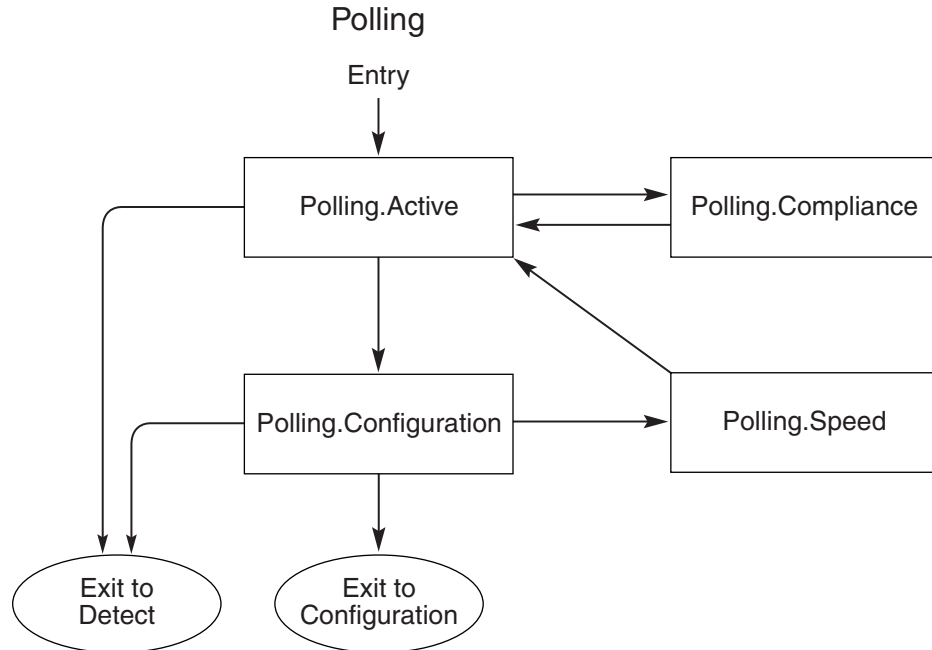 Polling
Entry
Polling.Active
Polling.Compliance
Polling.Configuration
Polling.Speed
Exit to
Detect
Exit to
Configuration